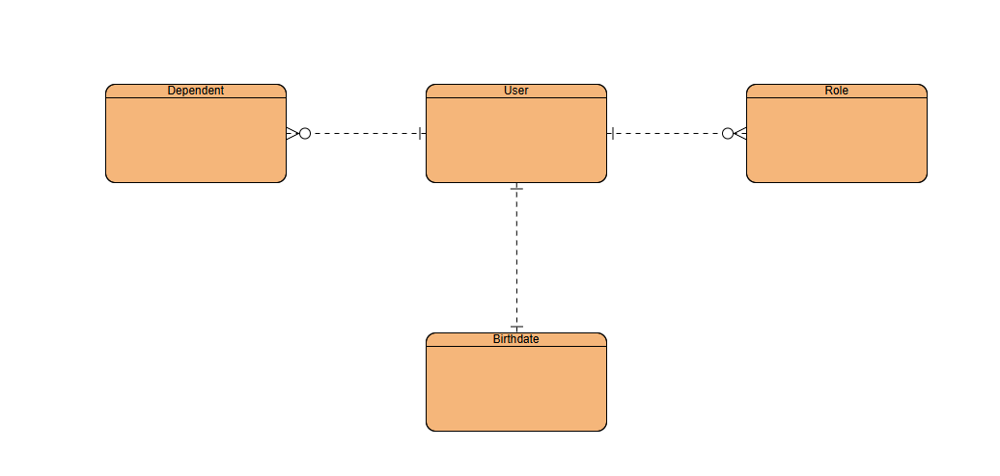 Dependent
User
Role
Birthdate